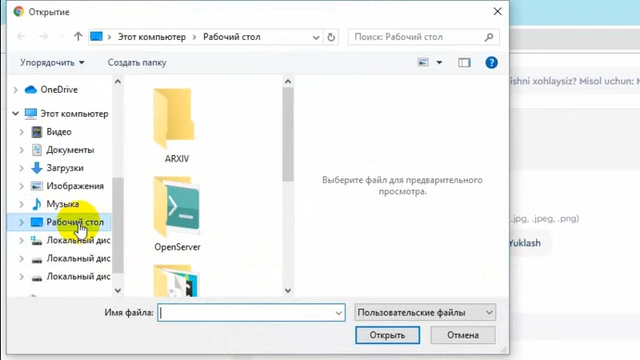 Открытие
Этот компьютер > Рабочий стол
Поиск: Рабочий стол
Упорядочить
Создать папку
OneDrive
Этот компьютер
Видео
Документы
Загрузки
Изображения
Музыка
Рабочий стол
Локальный дис
Локальный дис
Локальный дис
ARXIV
OpenServer
Выберите файл для предварительного
просмотра.
Имя файла:
Пользовательские файлы
Открыть
Отмена
ishni xohlaysiz? Misol uchun:
.jpg, .jpeg, .png)
Yuklash